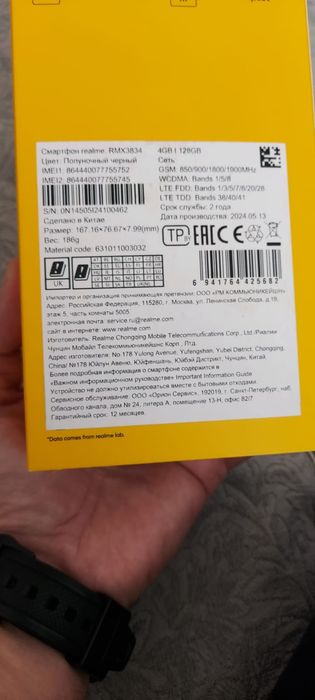 Смартфон realme: RMX3834
Цвет: Полуночный черный
IMEI1: 864440077755752
IMEI2: 864440077755745
S/N: 0N14505I24100462
Сделано в Китае
Размер: 167.16×76.67×7.99(mm)
Вес: 186g
Material code: 631011003032
4GB | 128GB
Сеть:
GSM: 850/900/1800/1900MHz
WCDMA: Bands 1/5/8
LTE FDD: Bands 1/3/5/7/8/20/28
LTE TDD: Bands 38/40/41
Срок службы: 2 года
Дата производства: 2024.05.13
EAC CE
UK
6 941764 425682
Импортер и организация принимающая претензии: ООО «РМ КОММЬЮНИКЕЙШН»
Адрес: Российская Федерация, 115280, г. Москва, ул. Ленинская Слобода, д.19,
этаж 5, часть комнаты 5005
электронная почта: service.ru@realme.com
сайт в интернете: www.realme.com
Изготовитель: Realme Chongqing Mobile Telecommunications Corp., Ltd./Риалми
Чунцин Мобайл Телекоммьюникейшнс Корп., Лтд.
Адрес изготовителя: No.178 Yulong Avenue, Yufengshan, Yubei District, Chongqing,
China/ №178 Юйлун Авеню, Юйфэншань, Юбэй Дистрикт, Чунцин, Китай
Более подробная информация о смартфоне содержится в
«Важном информационном руководстве» Important Information Guide
Устройство не должно утилизироваться вместе с бытовыми отходами.
Сервисное обслуживание: ООО «Орион Сервис», 192019, г. Санкт-Петербург, наб.
Обводного канала, дом № 24, литера А, помещение 13-Н, офис 82/7
Гарантийный срок: 12 месяцев.
*Data comes from realme labs.